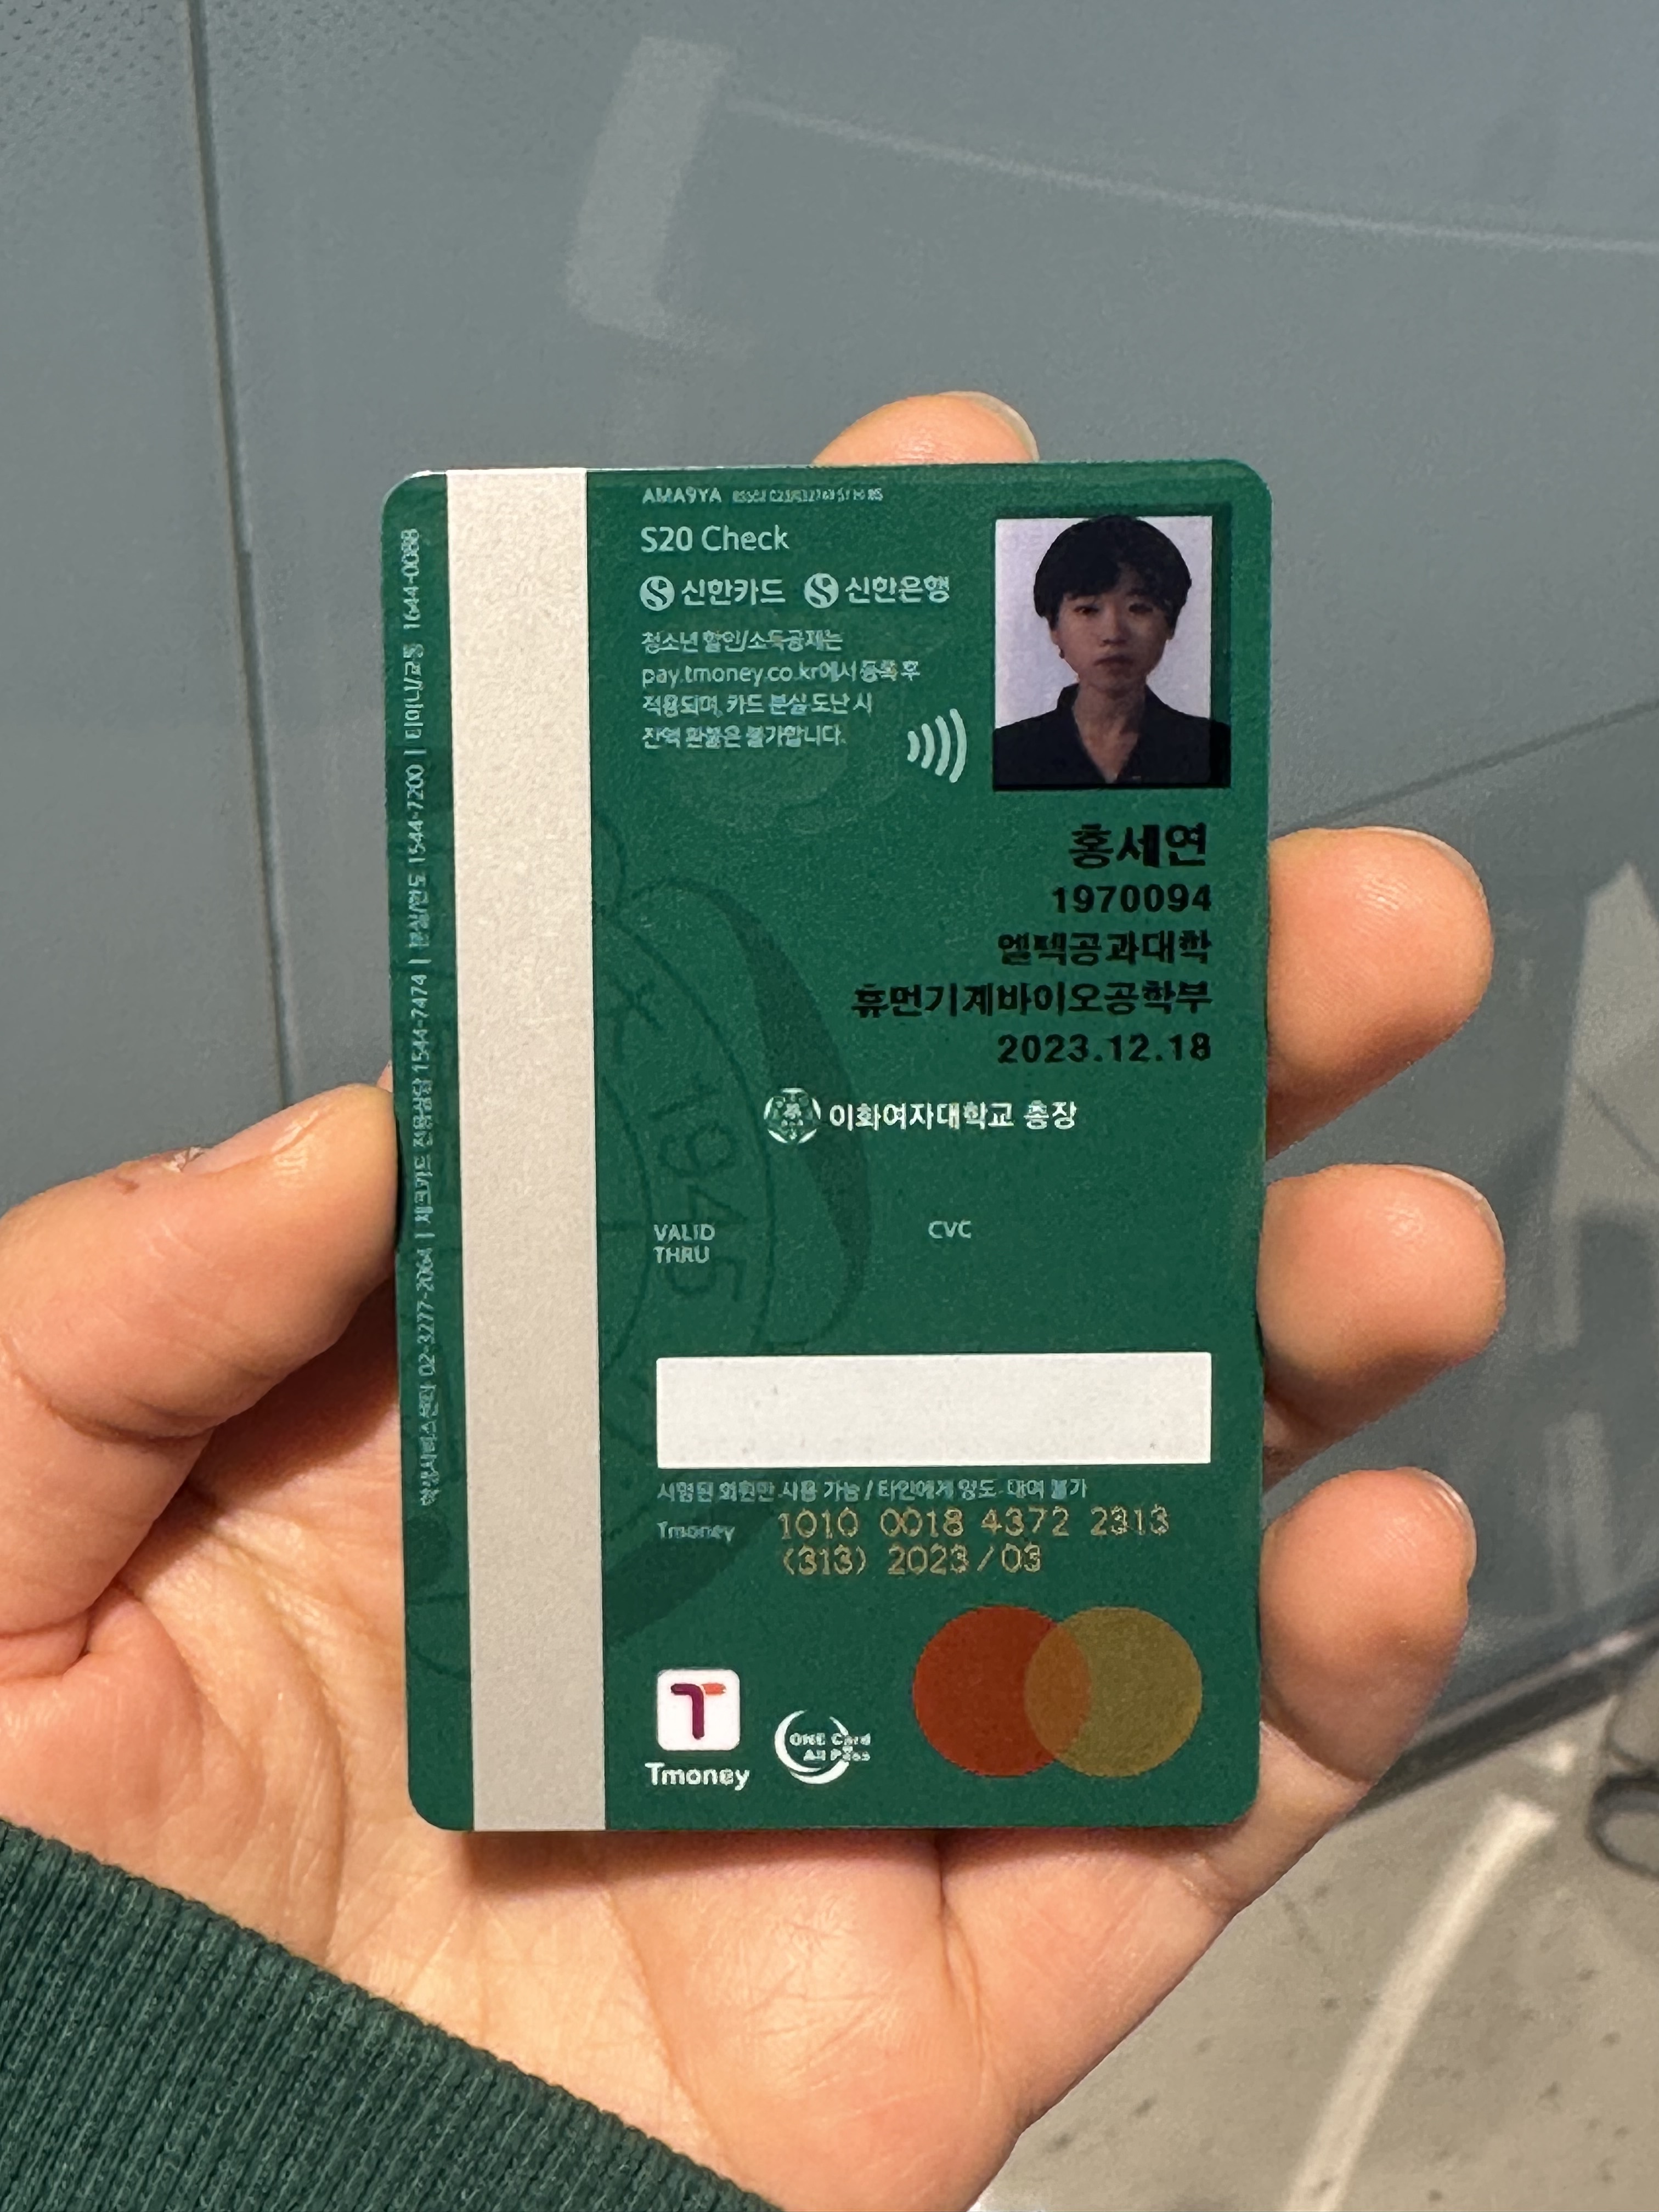 AMA9YA
S20 Check
신한카드 신한은행
청소년 할인/소득공제는
pay.tmoney.co.kr에서 등록 후
적용되며, 카드 분실 도난 시
잔액 환불은 불가합니다.
홍세연
1970094
엘텍공과대학
휴먼기계바이오공학부
2023.12.18
이화여자대학교 총장
1945
VALID
THRU
CVC
서명된 회원만 사용 가능 / 타인에게 양도·대여 불가
Tmoney 1010 0018 4372 2313
(313) 2023/03
Tmoney
ONE Card
All Pass
학생서비스센터 02-3277-2064 | 체크카드 전용상담 1544-7474 | 분실/한도 1544-7200 | 티머니/교통 1644-0088